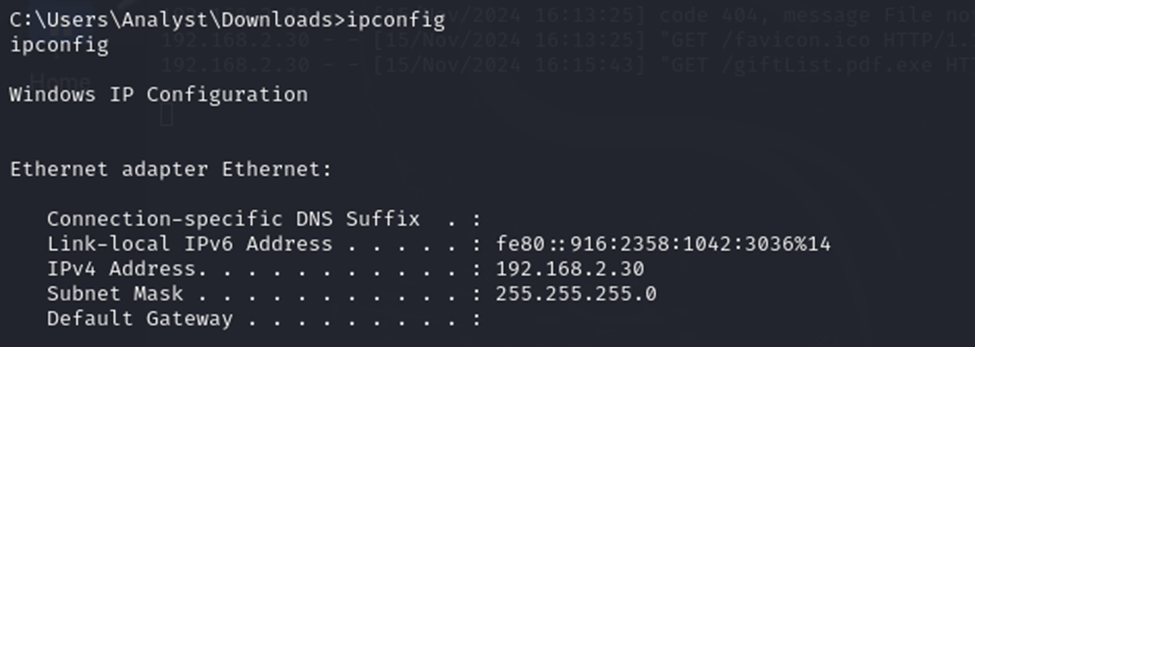 C:\Users\Analyst\Downloads>ipconfig
[15/Nov/2024 16:13:25] code 404, message File no
ipconfig
192.168.2.30 - - [15/Nov/2024 16:13:25] "GET /favicon.ico HTTP/1.
192.168.2.30 - - [15/Nov/2024 16:15:43] "GET /giftList.pdf.exe HT
Home
Windows IP Configuration
Ethernet adapter Ethernet:
Connection-specific DNS Suffix . :
Link-local IPv6 Address . . . . . : fe80::916:2358:1042:3036%14
IPv4 Address. . . . . . . . . . . : 192.168.2.30
Subnet Mask . . . . . . . . . . . : 255.255.255.0
Default Gateway . . . . . . . . . :